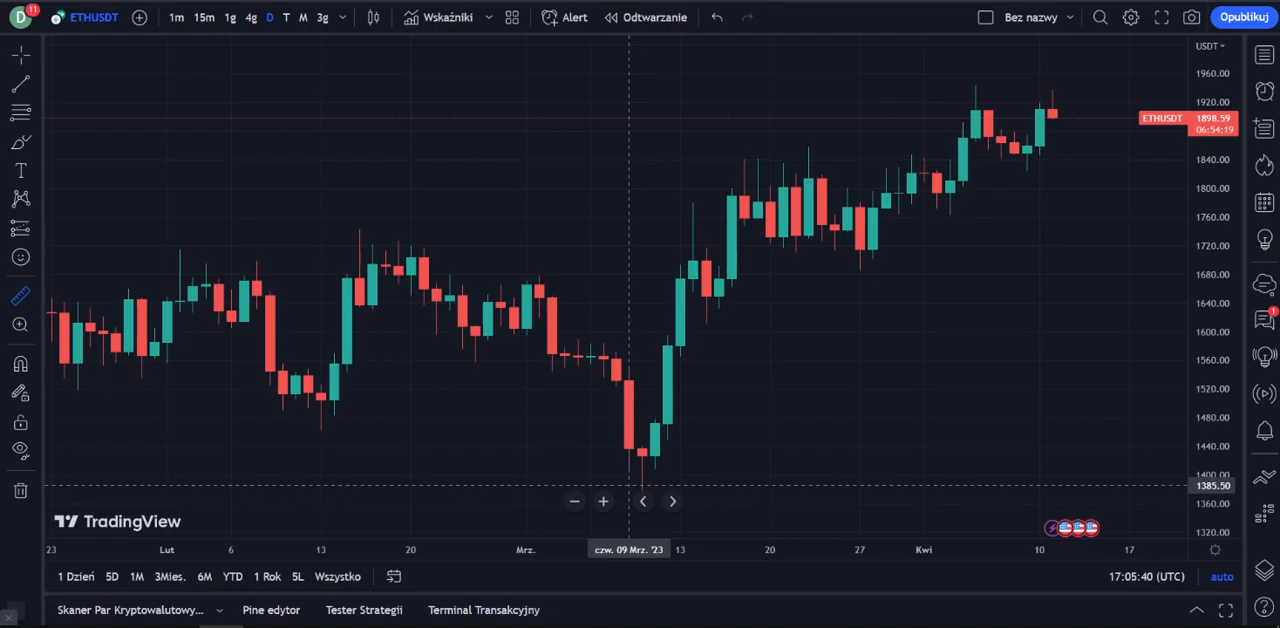 D 11 ETHUSDT 1m 15m 1g 4g D T M 3g Wskaźniki Alert Odtwarzanie Bez nazwy Opublikuj
USDT
1960.00
1920.00
ETHUSDT 1898.59
06:54:19
1840.00
1800.00
1760.00
1720.00
1680.00
1640.00
1600.00
1560.00
1520.00
1480.00
1440.00
1400.00
1385.50
1360.00
1320.00
1
TradingView
23 Lut 6 13 20 Mrz. czw. 09 Mrz. '23 13 20 27 Kwi 10 17
1 Dzień 5D 1M 3Mies. 6M YTD 1 Rok 5L Wszystko 17:05:40 (UTC) auto
Skaner Par Kryptowalutowy... Pine edytor Tester Strategii Terminal Transakcyjny